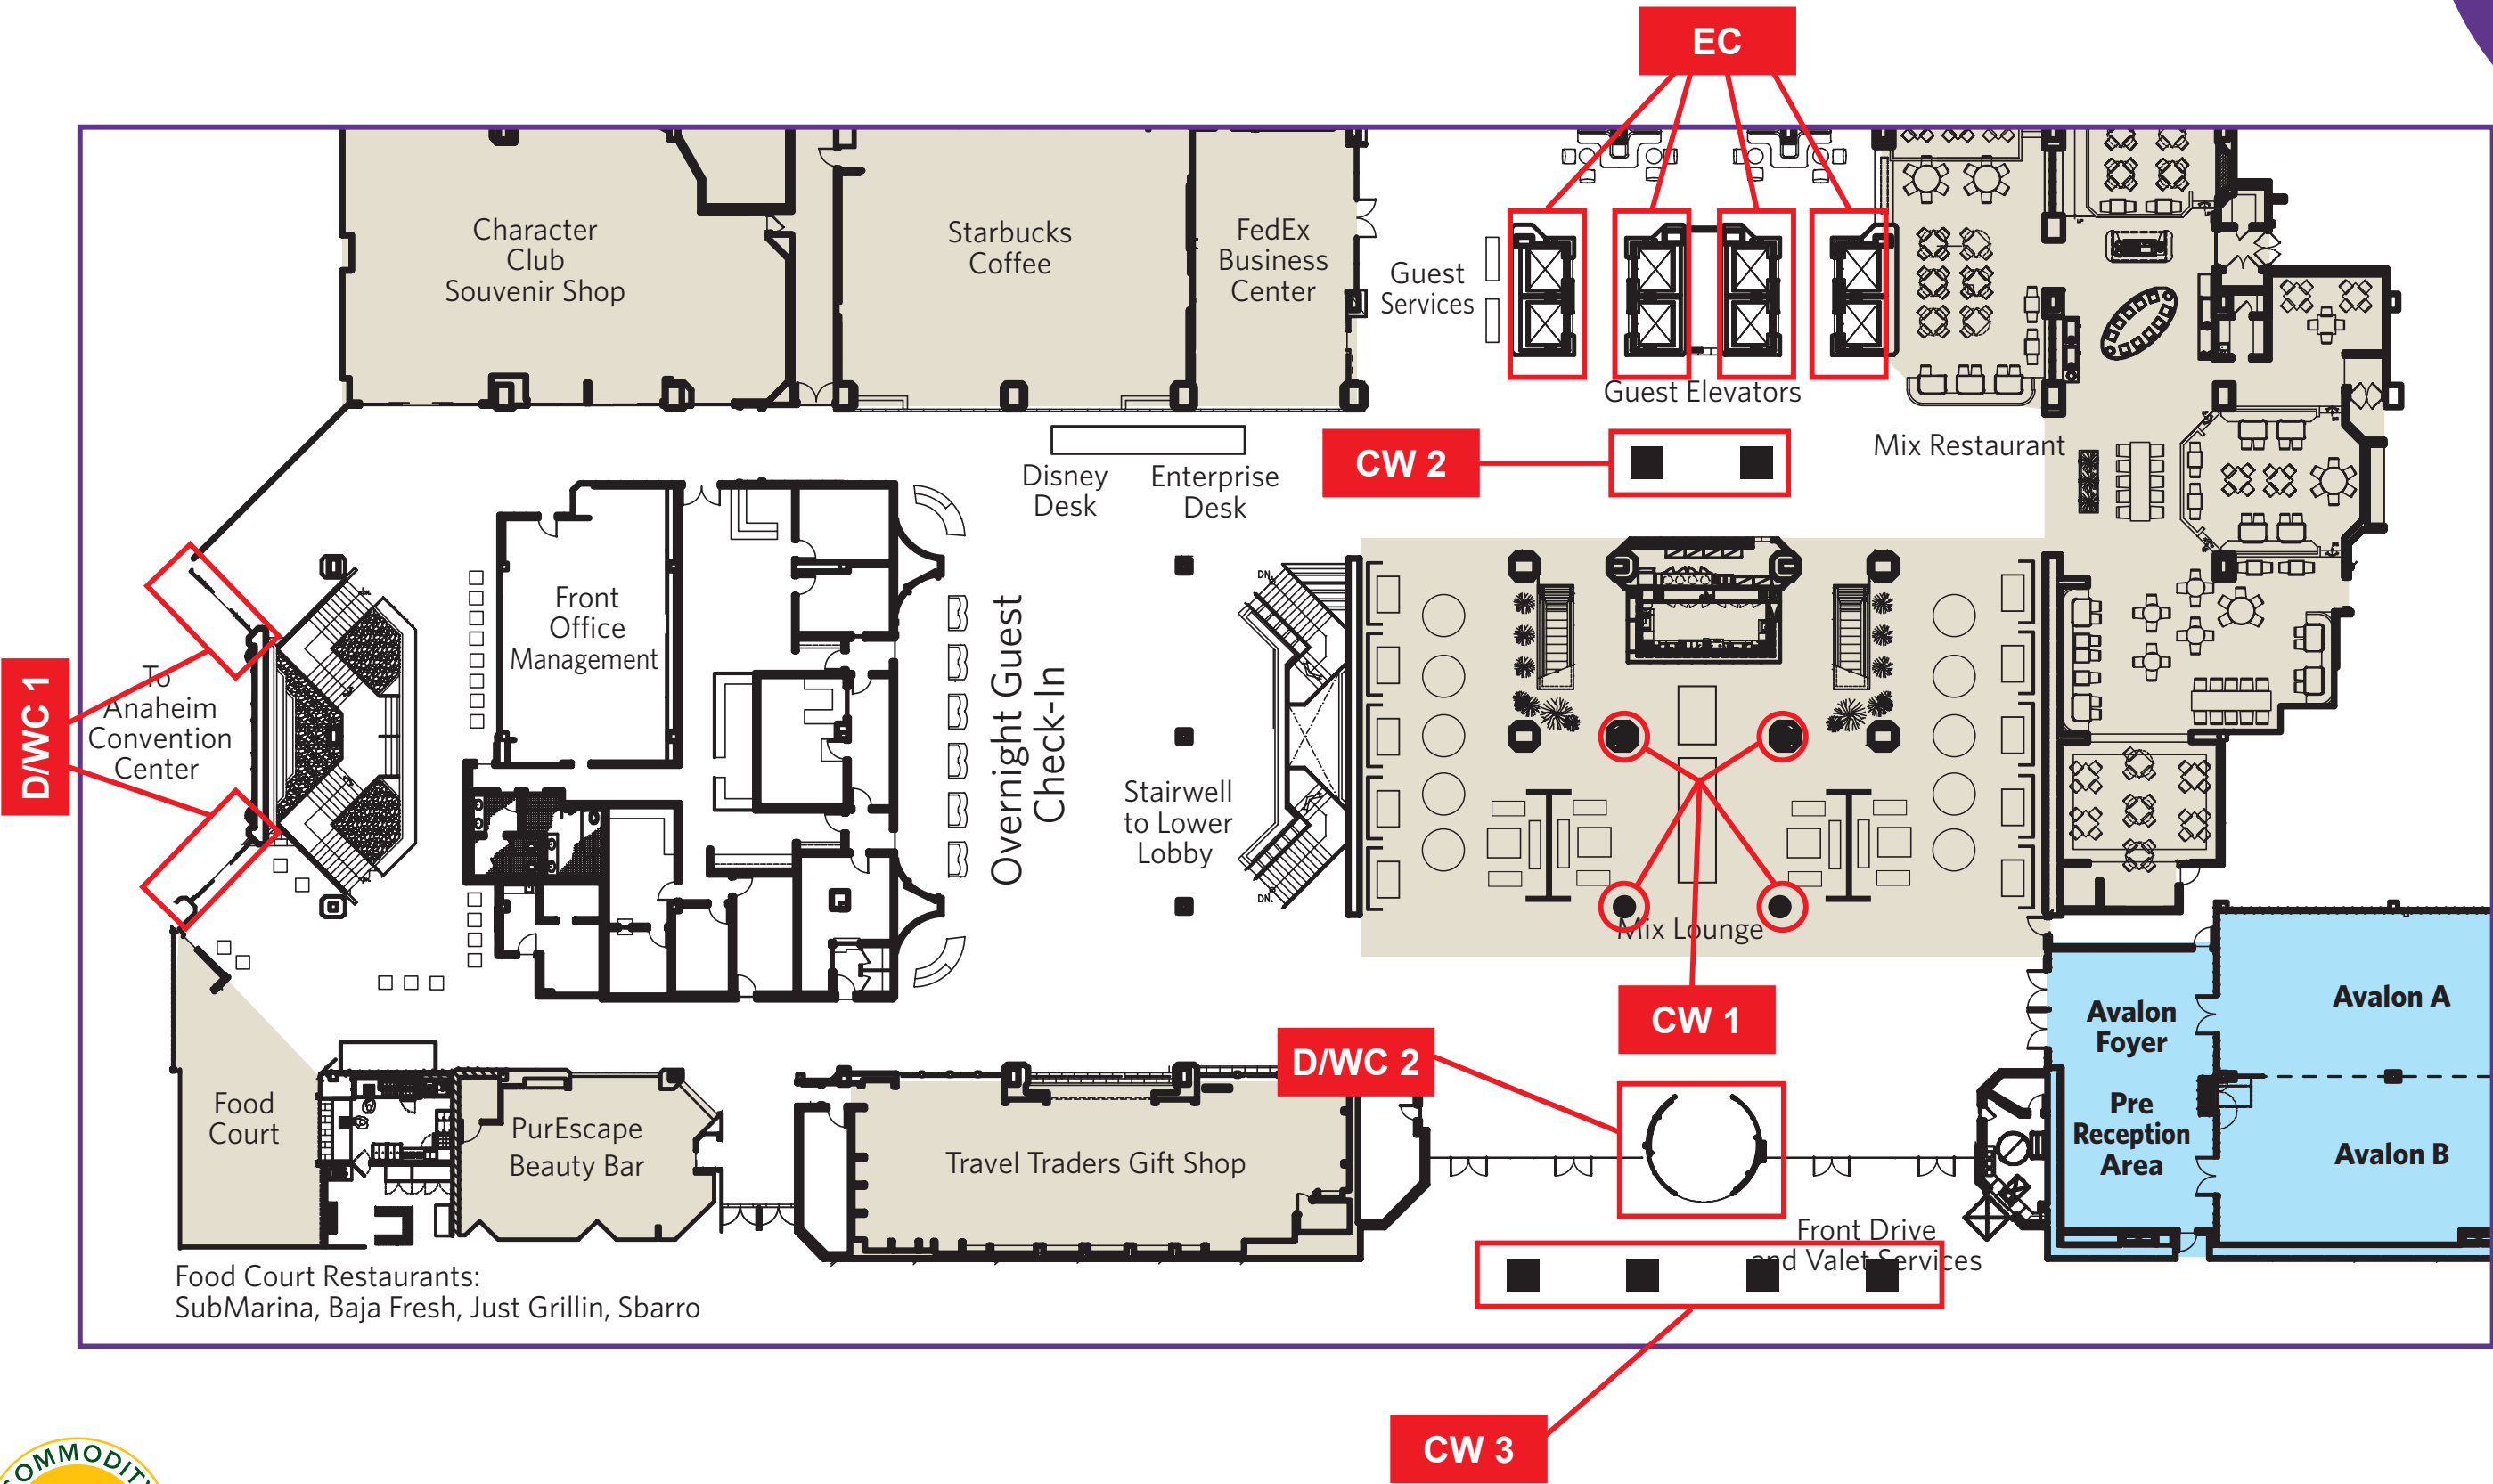 EC
Character
Club
Souvenir Shop
Starbucks
Coffee
FedEx
Business
Center
Guest
Services
Guest Elevators
CW 2
Mix Restaurant
Disney
Desk
Enterprise
Desk
Front
Office
Management
Overnight Guest
Check-In
DN.
DN.
Stairwell
to Lower
Lobby
D/WC 1
To
Anaheim
Convention
Center
Mix Lounge
CW 1
D/WC 2
Avalon
Foyer
Pre
Reception
Area
Avalon A
Avalon B
Food
Court
PurEscape
Beauty Bar
Travel Traders Gift Shop
Front Drive
and Valet Services
Food Court Restaurants:
SubMarina, Baja Fresh, Just Grillin, Sbarro
CW 3